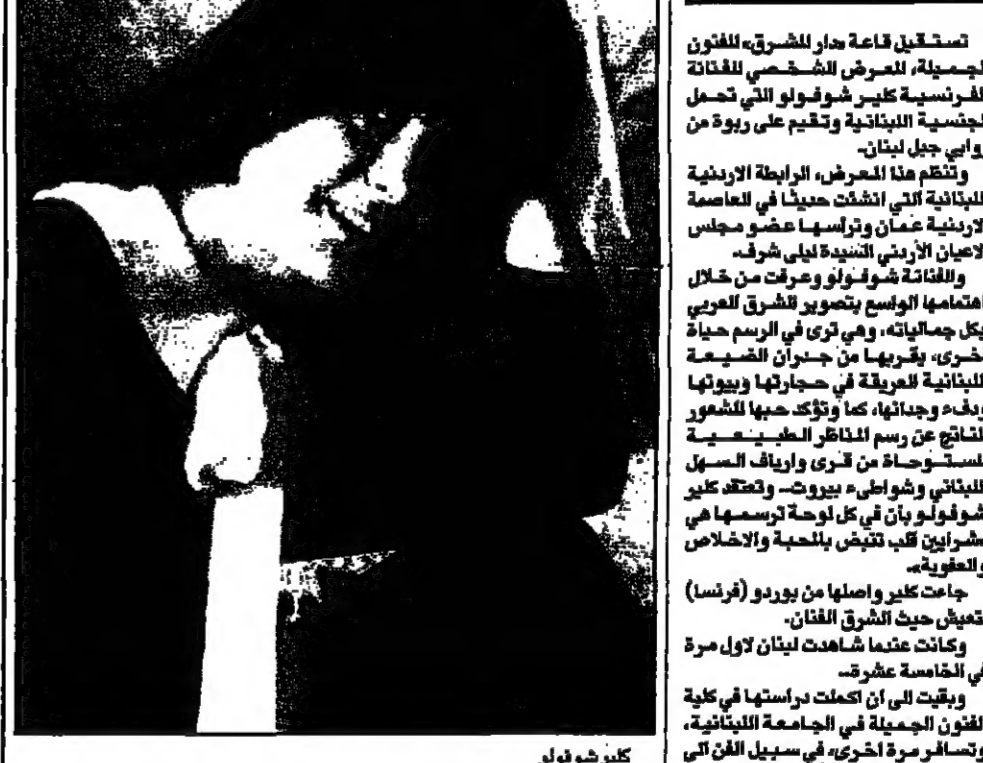 تستقبل قاعة «دار المشرق» للفنون
الجميلة، المعرض الشخصي للفنانة
الفرنسية كلير شوفولو التي تحمل
الجنسية اللبنانية وتقيم على ربوة من
روابي جبل لبنان.
وتنظم هذا المعرض، الرابطة الاردنية
اللبنانية التي انشئت حديثا في العاصمة
الاردنية عمان وترأسها عضو مجلس
الاعيان الأردني السيدة ليلى شرف.
والفنانة شوفولو وعرفت من خلال
اهتمامها الواسع بتصوير الشرق العربي
بكل جمالياته، وهي ترى في الرسم حياة
اخرى، يقربها من جدران الضيعة
اللبنانية العريقة في حجارتها وبيوتها
ودفء وجدانها، كما وتؤكد حبها للشعور
الناتج عن رسم المناظر الطبيعية
المستوحاة من قرى وارياف السهل
اللبناني وشواطىء بيروت.. وتعتقد كلير
شوفولو بأن في كل لوحة ترسمها هي
«شرايين قلب تنبض بالمحبة والاخلاص
والعفوية».
جاءت كلير واصلها من بوردو (فرنسا)
لتعيش حيث الشرق الفنان.
وكانت عندما شاهدت لبنان لاول مرة
في الخامسة عشرة..
وبقيت الى ان اكملت دراستها في كلية
الفنون الجميلة في الجامعة اللبنانية،
وتسافر مرة اخرى، في سبيل الفن الى
كلير شوفولو